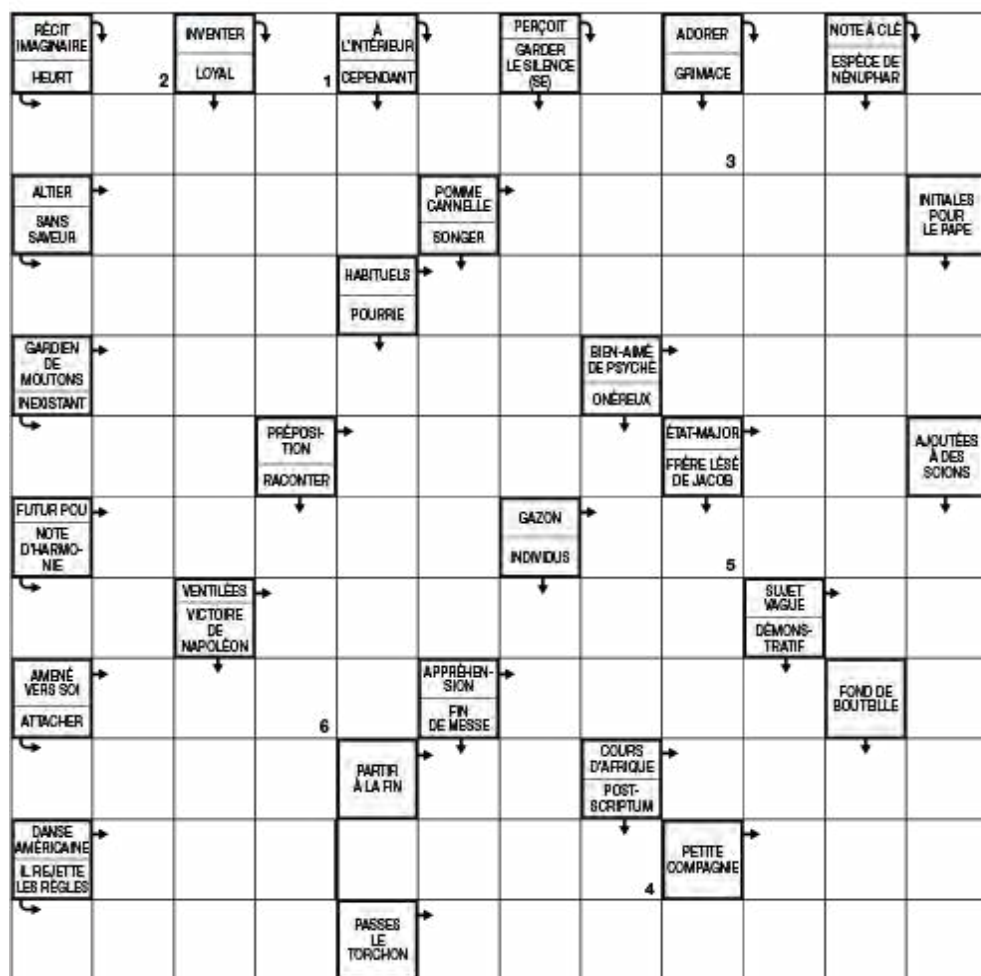 RÉCIT
IMAGINAIRE
HEURT
2
INVENTER
LOYAL
1
À
L'INTÉRIEUR
CEPENDANT
PERÇOIT
GARDER
LE SILENCE
(SE)
ADORER
GRIMACE
NOTE À CLÉ
ESPÈCE DE
NÉNUPHAR
3
ALTIER
SANS
SAVEUR
POMME
CANNELLE
SONGER
INITIALES
POUR
LE PAPE
HABITUELS
POURRIE
GARDIEN
DE
MOUTONS
INEXISTANT
BIEN-AIMÉ
DE PSYCHÉ
ONÉREUX
PRÉPOSI-
TION
RACONTER
ÉTAT-MAJOR
FRÈRE LÉSÉ
DE JACOB
AJOUTÉES
À DES
SCIONS
FUTUR POU
NOTE
D'HARMO-
NIE
GAZON
INDIVIDUS
5
VENTILÉES
VICTOIRE
DE
NAPOLÉON
SUJET
VAGUE
DÉMONS-
TRATIF
AMENÉ
VERS SOI
ATTACHER
6
APPRÉHEN-
SION
FIN
DE MESSE
FOND DE
BOUTEILLE
PARTIR
À LA FIN
COURS
D'AFRIQUE
POST-
SCRIPTUM
DANSE
AMÉRICAINE
IL REJETTE
LES RÈGLES
4
PETITE
COMPAGNIE
PASSES
LE
TORCHON